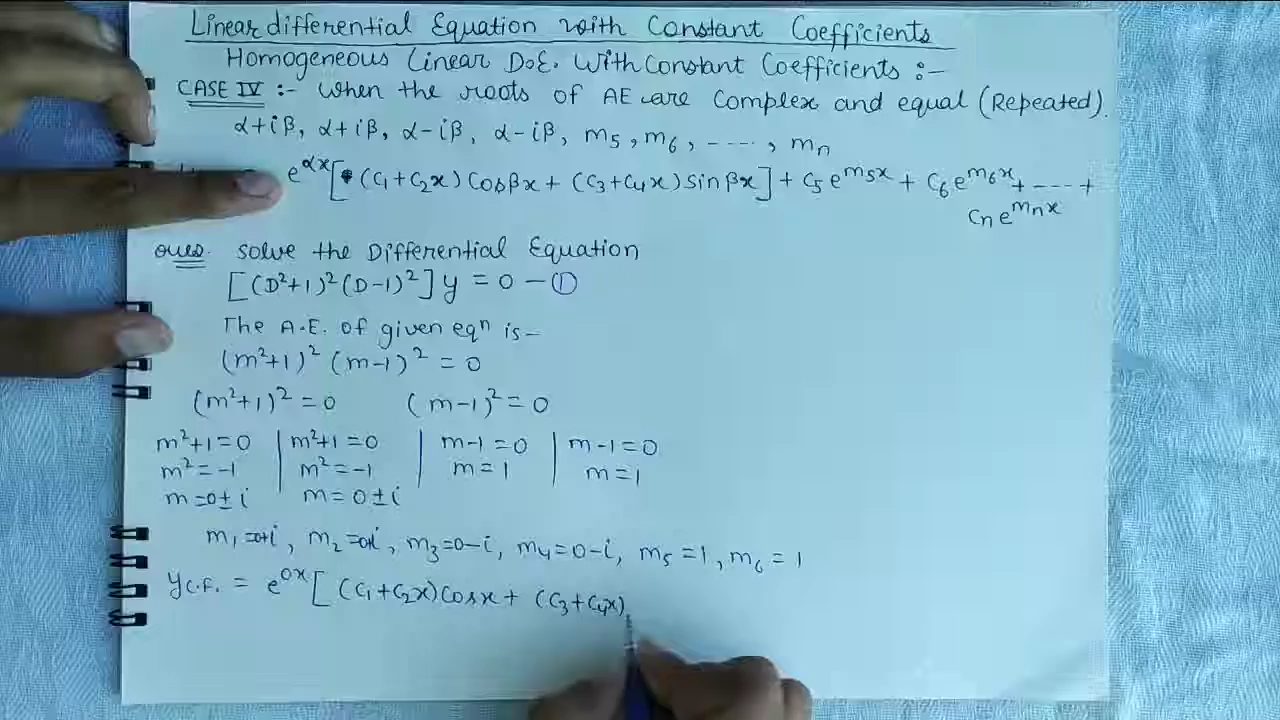 Linear differential Equation with Constant Coefficients
Homogeneous Linear D.E. With Constant Coefficients :-
CASE IV :- When the roots of AE are Complex and equal (Repeated).
α+iβ, α+iβ, α-iβ, α-iβ, m₅, m₆, -----, mₙ
e^αx [(C₁+C₂x)Cosβx + (C₃+C₄x)sinβx] + C₅e^m₅x + C₆e^m₆x + ---- +
Cₙe^mₙx
Ques. solve the Differential Equation
[(D²+1)²(D-1)²]y = 0 -①
The A.E. of given eqⁿ is-
(m²+1)² (m-1)² = 0
(m²+1)² = 0 (m-1)² = 0
m²+1=0 | m²+1=0 | m-1=0 | m-1=0
m²=-1 | m²=-1 | m=1 | m=1
m=0±i m=0±i
m₁=0+i, m₂=0+i, m₃=0-i, m₄=0-i, m₅=1, m₆=1
yC.F. = e^0x [(C₁+C₂x)Cosx + (C₃+C₄x)